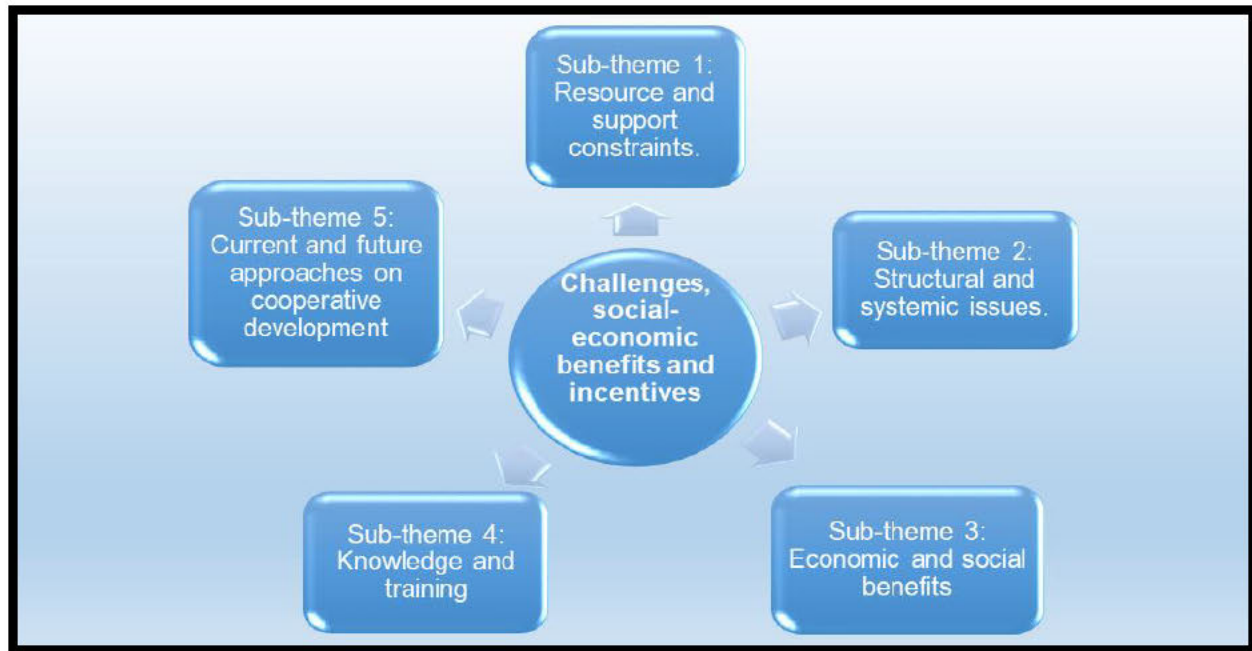 Sub-theme 1:
Resource and
support
constraints.
Sub-theme 5:
Current and future
approaches on
cooperative
development
Sub-theme 2:
Structural and
systemic issues.
Challenges,
social-
economic
benefits and
incentives
Sub-theme 4:
Knowledge and
training
Sub-theme 3:
Economic and social
benefits